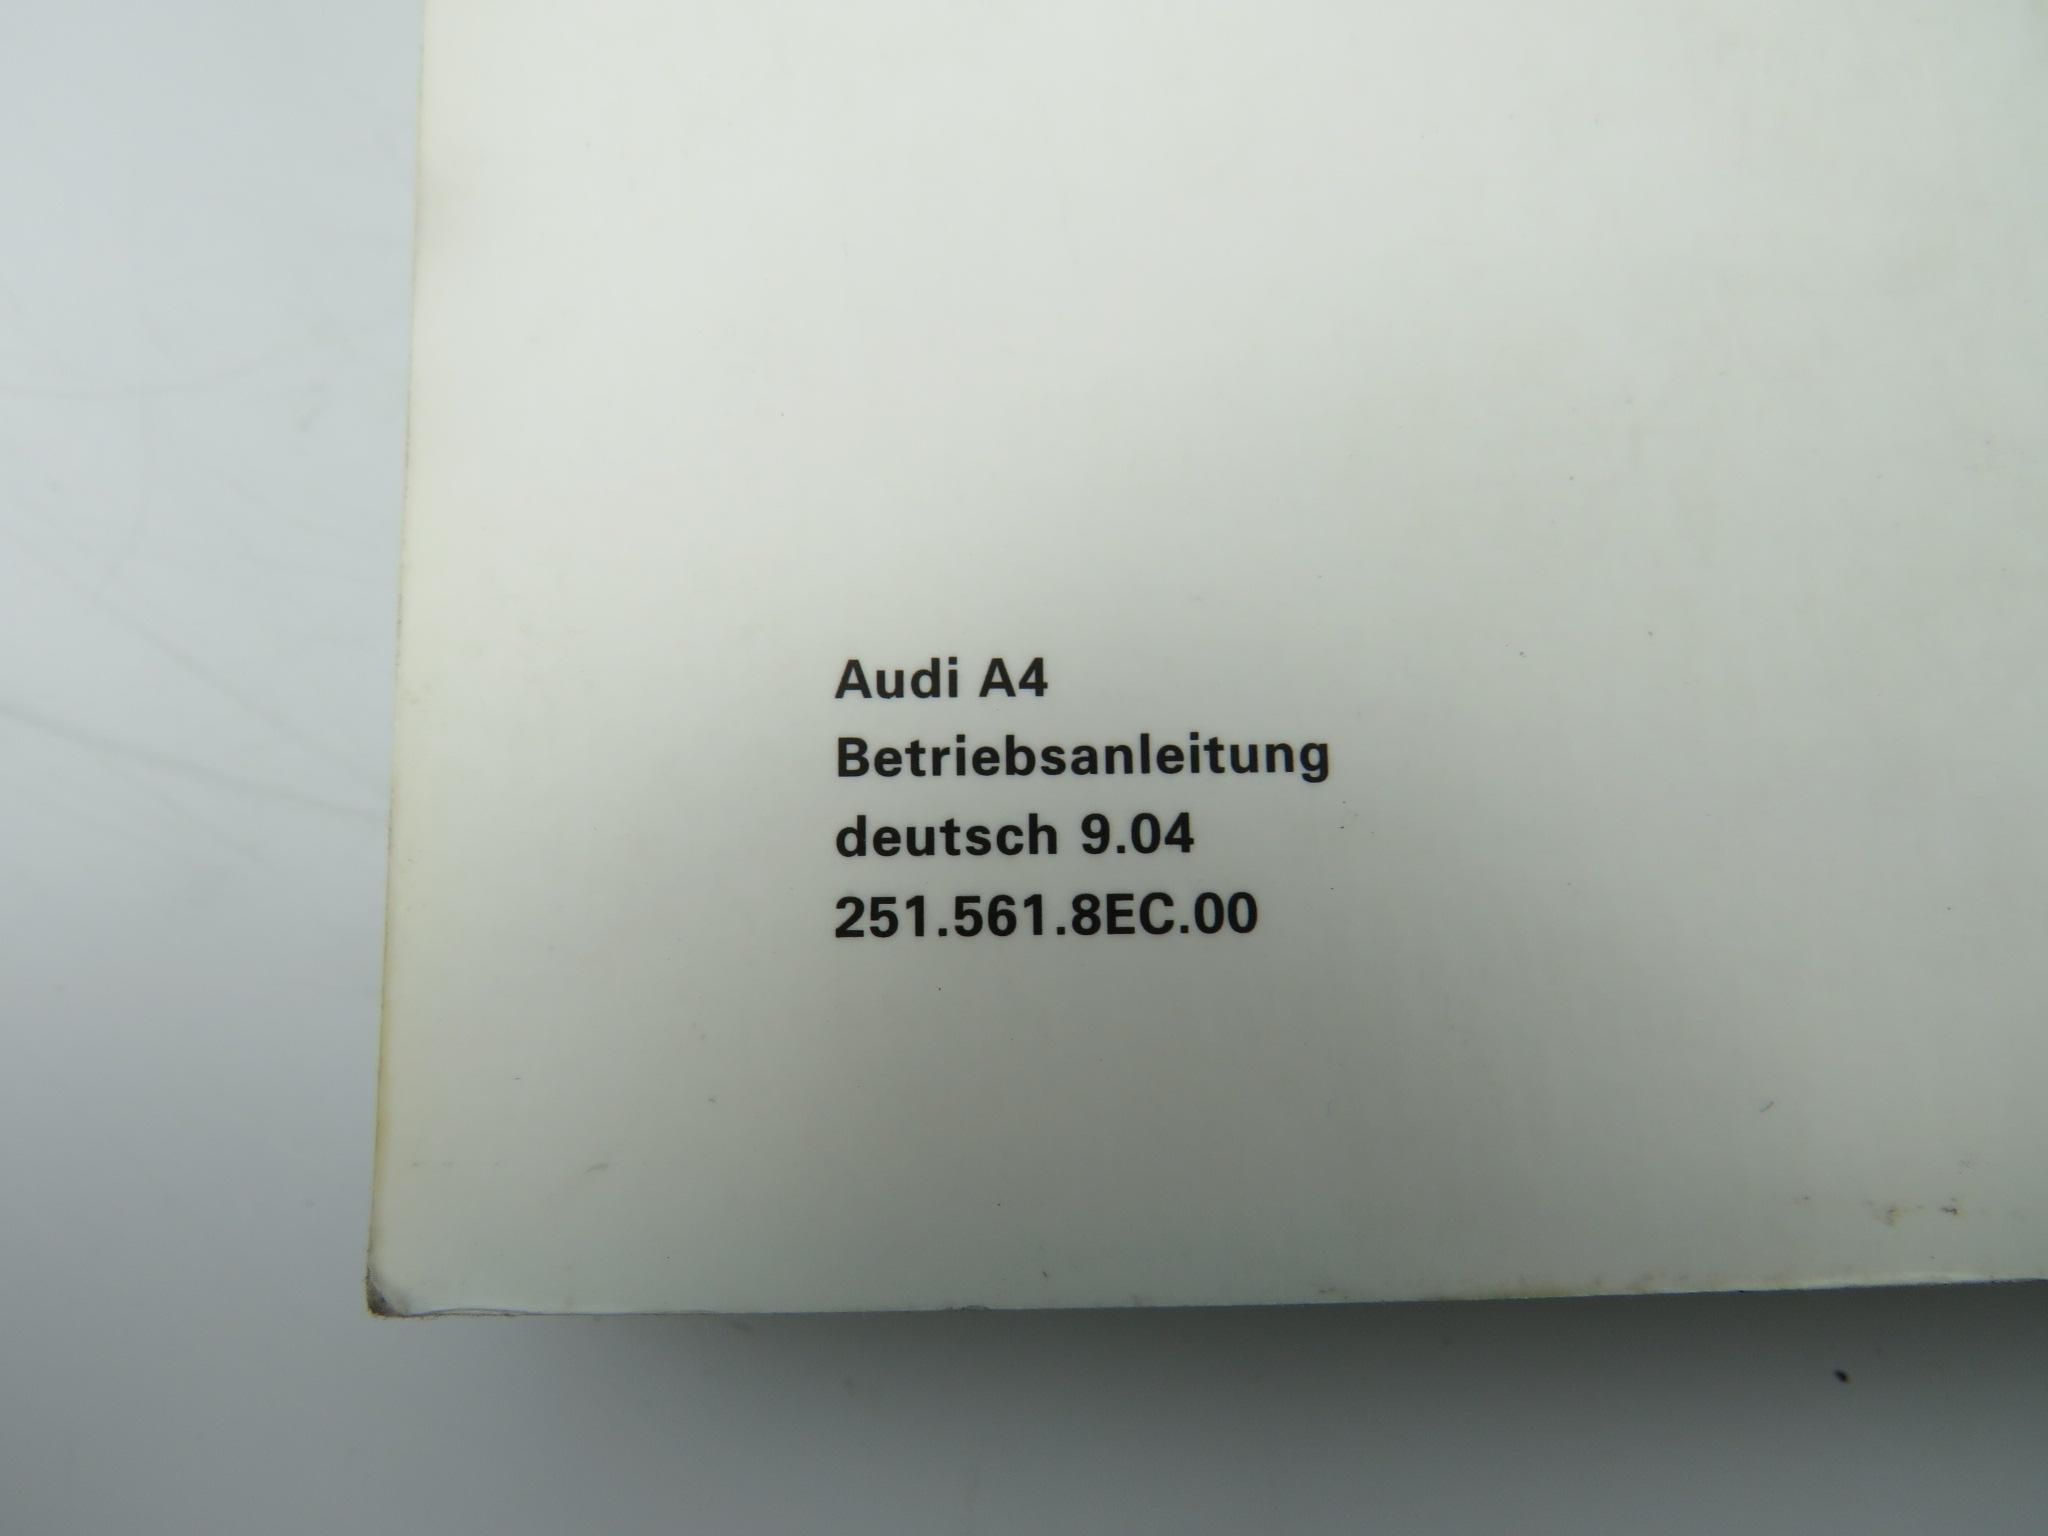 Audi A4
Betriebsanleitung
deutsch 9.04
251.561.8EC.00